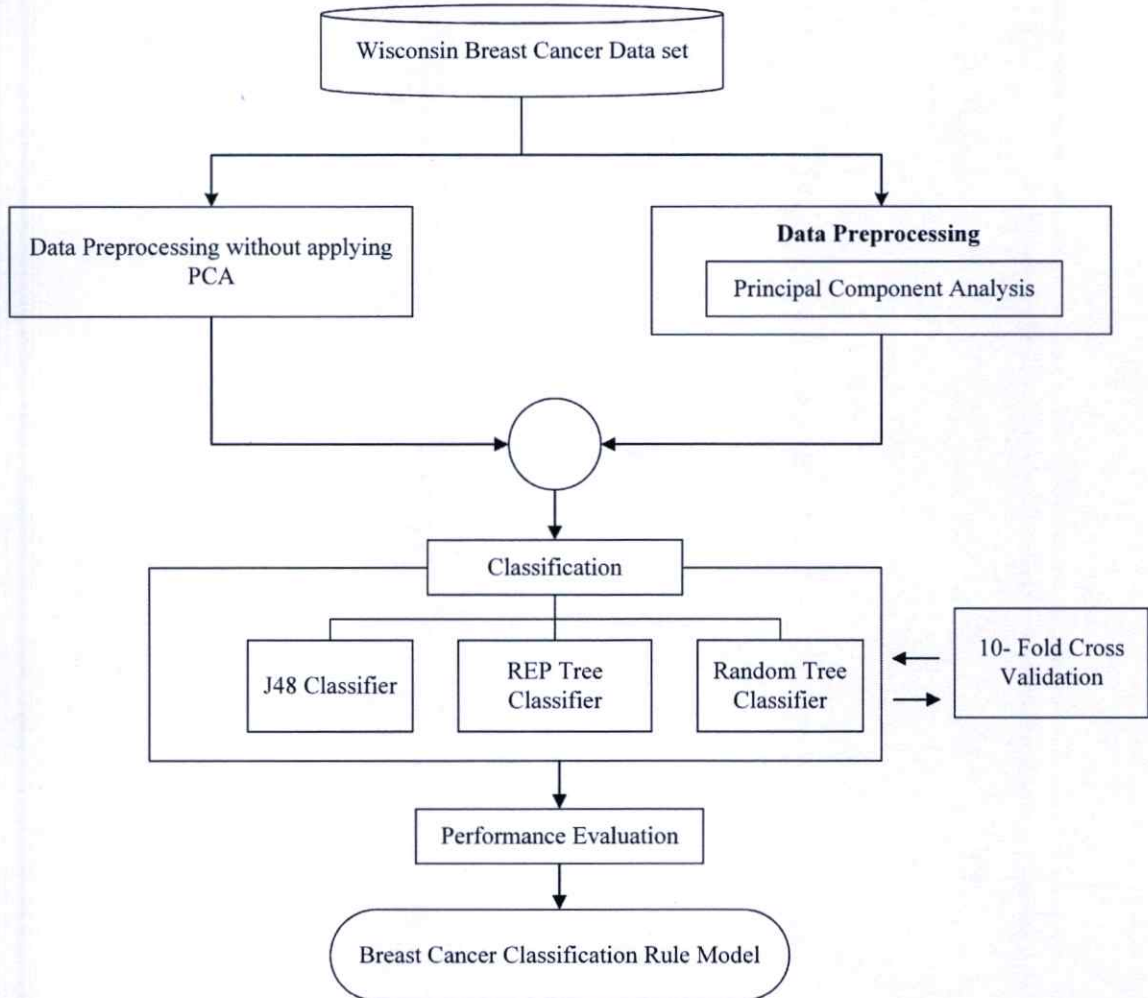 Wisconsin Breast Cancer Data set
Data Preprocessing without applying
PCA
Data Preprocessing
Principal Component Analysis
Classification
J48 Classifier
REP Tree
Classifier
Random Tree
Classifier
10- Fold Cross
Validation
Performance Evaluation
Breast Cancer Classification Rule Model